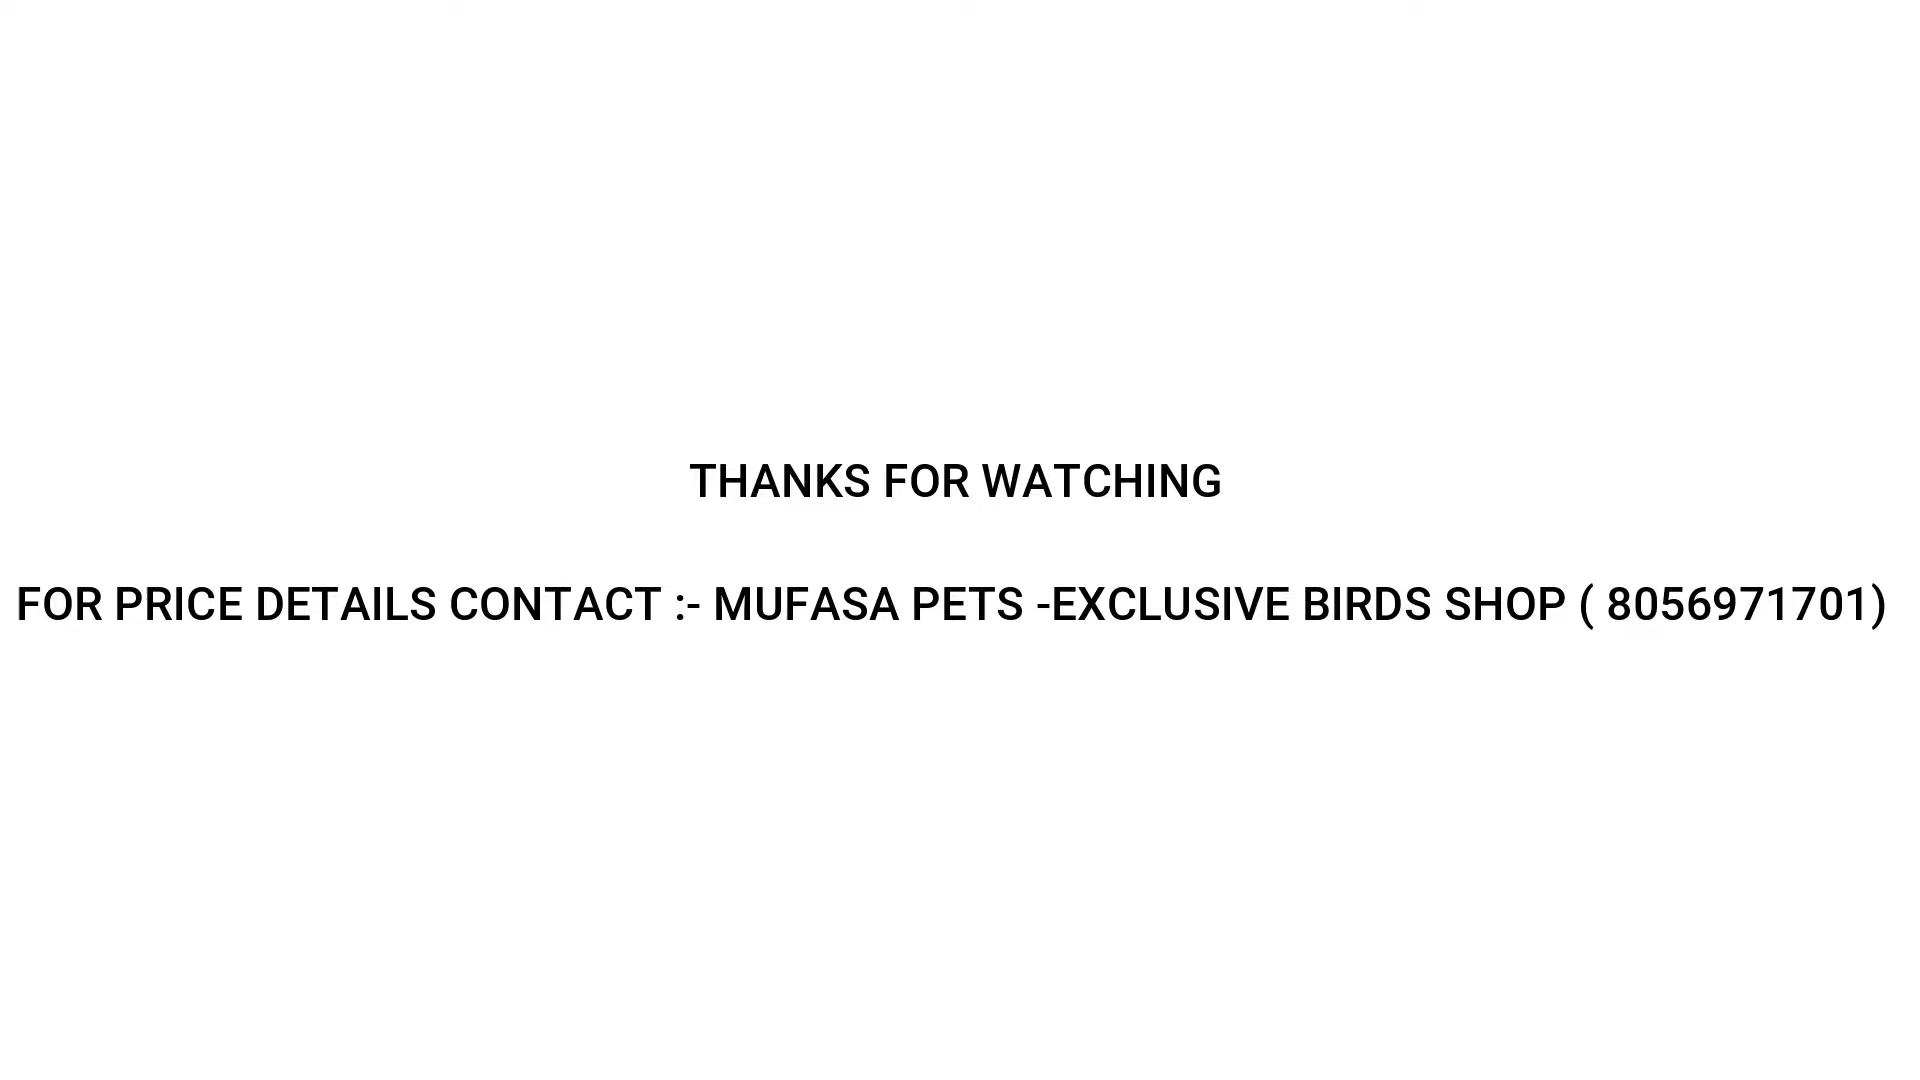 THANKS FOR WATCHING
FOR PRICE DETAILS CONTACT :- MUFASA PETS -EXCLUSIVE BIRDS SHOP ( 8056971701)